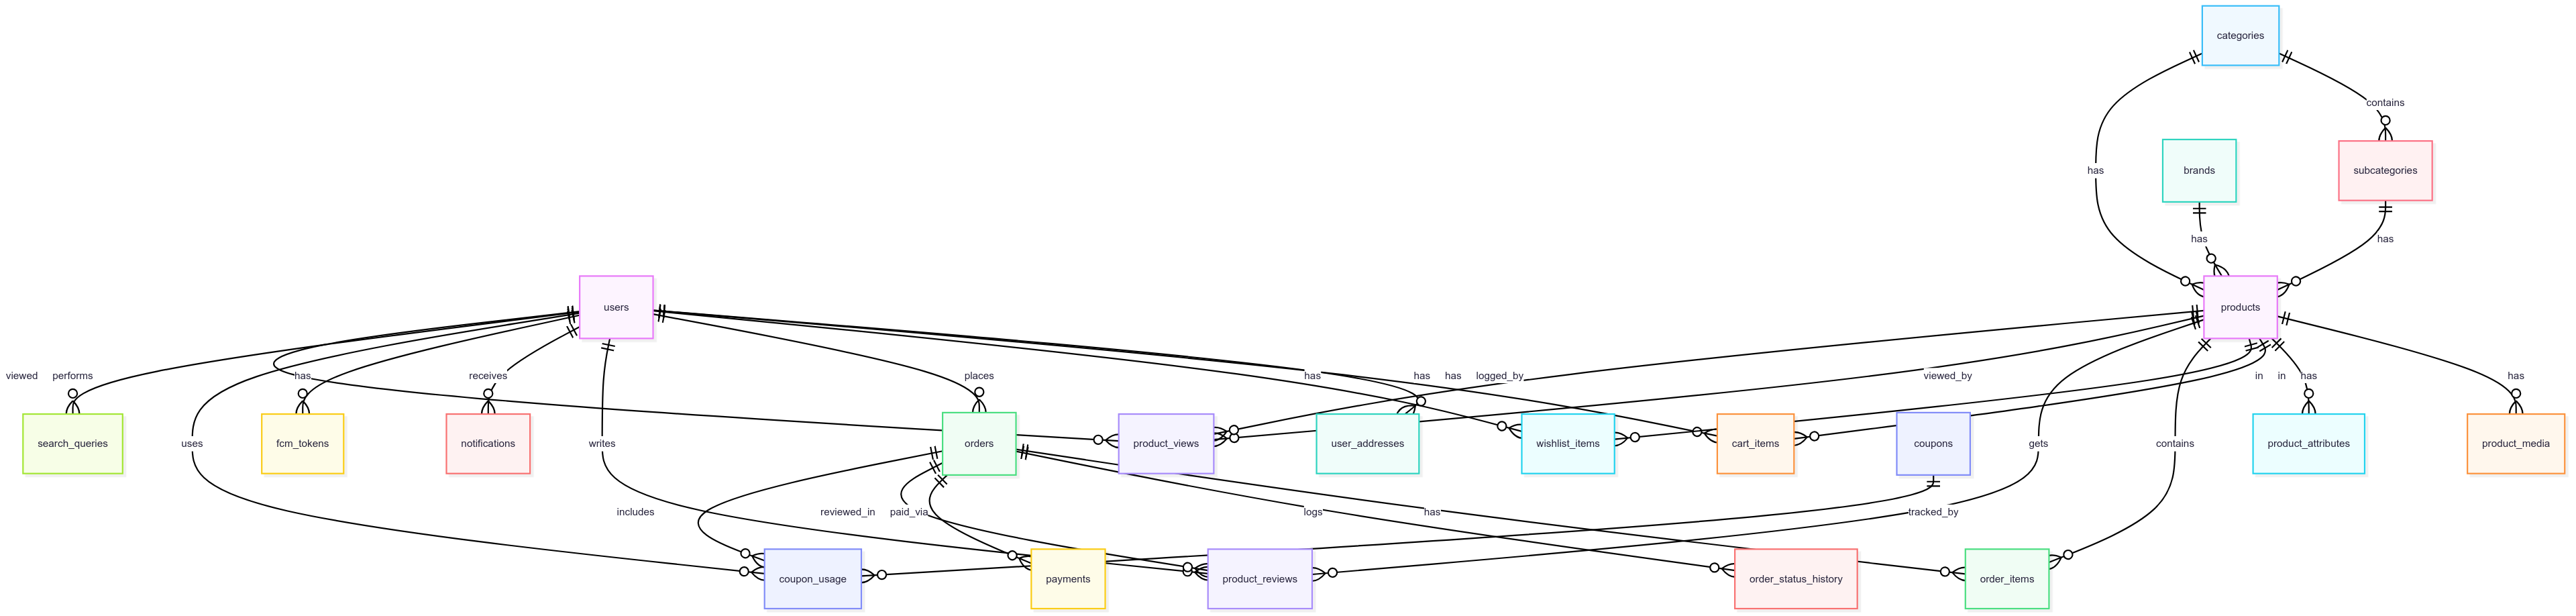 categories
contains
has
brands
subcategories
has
has
users
products
viewed
performs
has
receives
places
has
has
has
logged_by
viewed_by
in
in
has
has
search_queries
uses
fcm_tokens
notifications
writes
orders
product_views
user_addresses
wishlist_items
cart_items
coupons
gets
contains
product_attributes
product_media
includes
reviewed_in
paid_via
logs
has
tracked_by
coupon_usage
payments
product_reviews
order_status_history
order_items